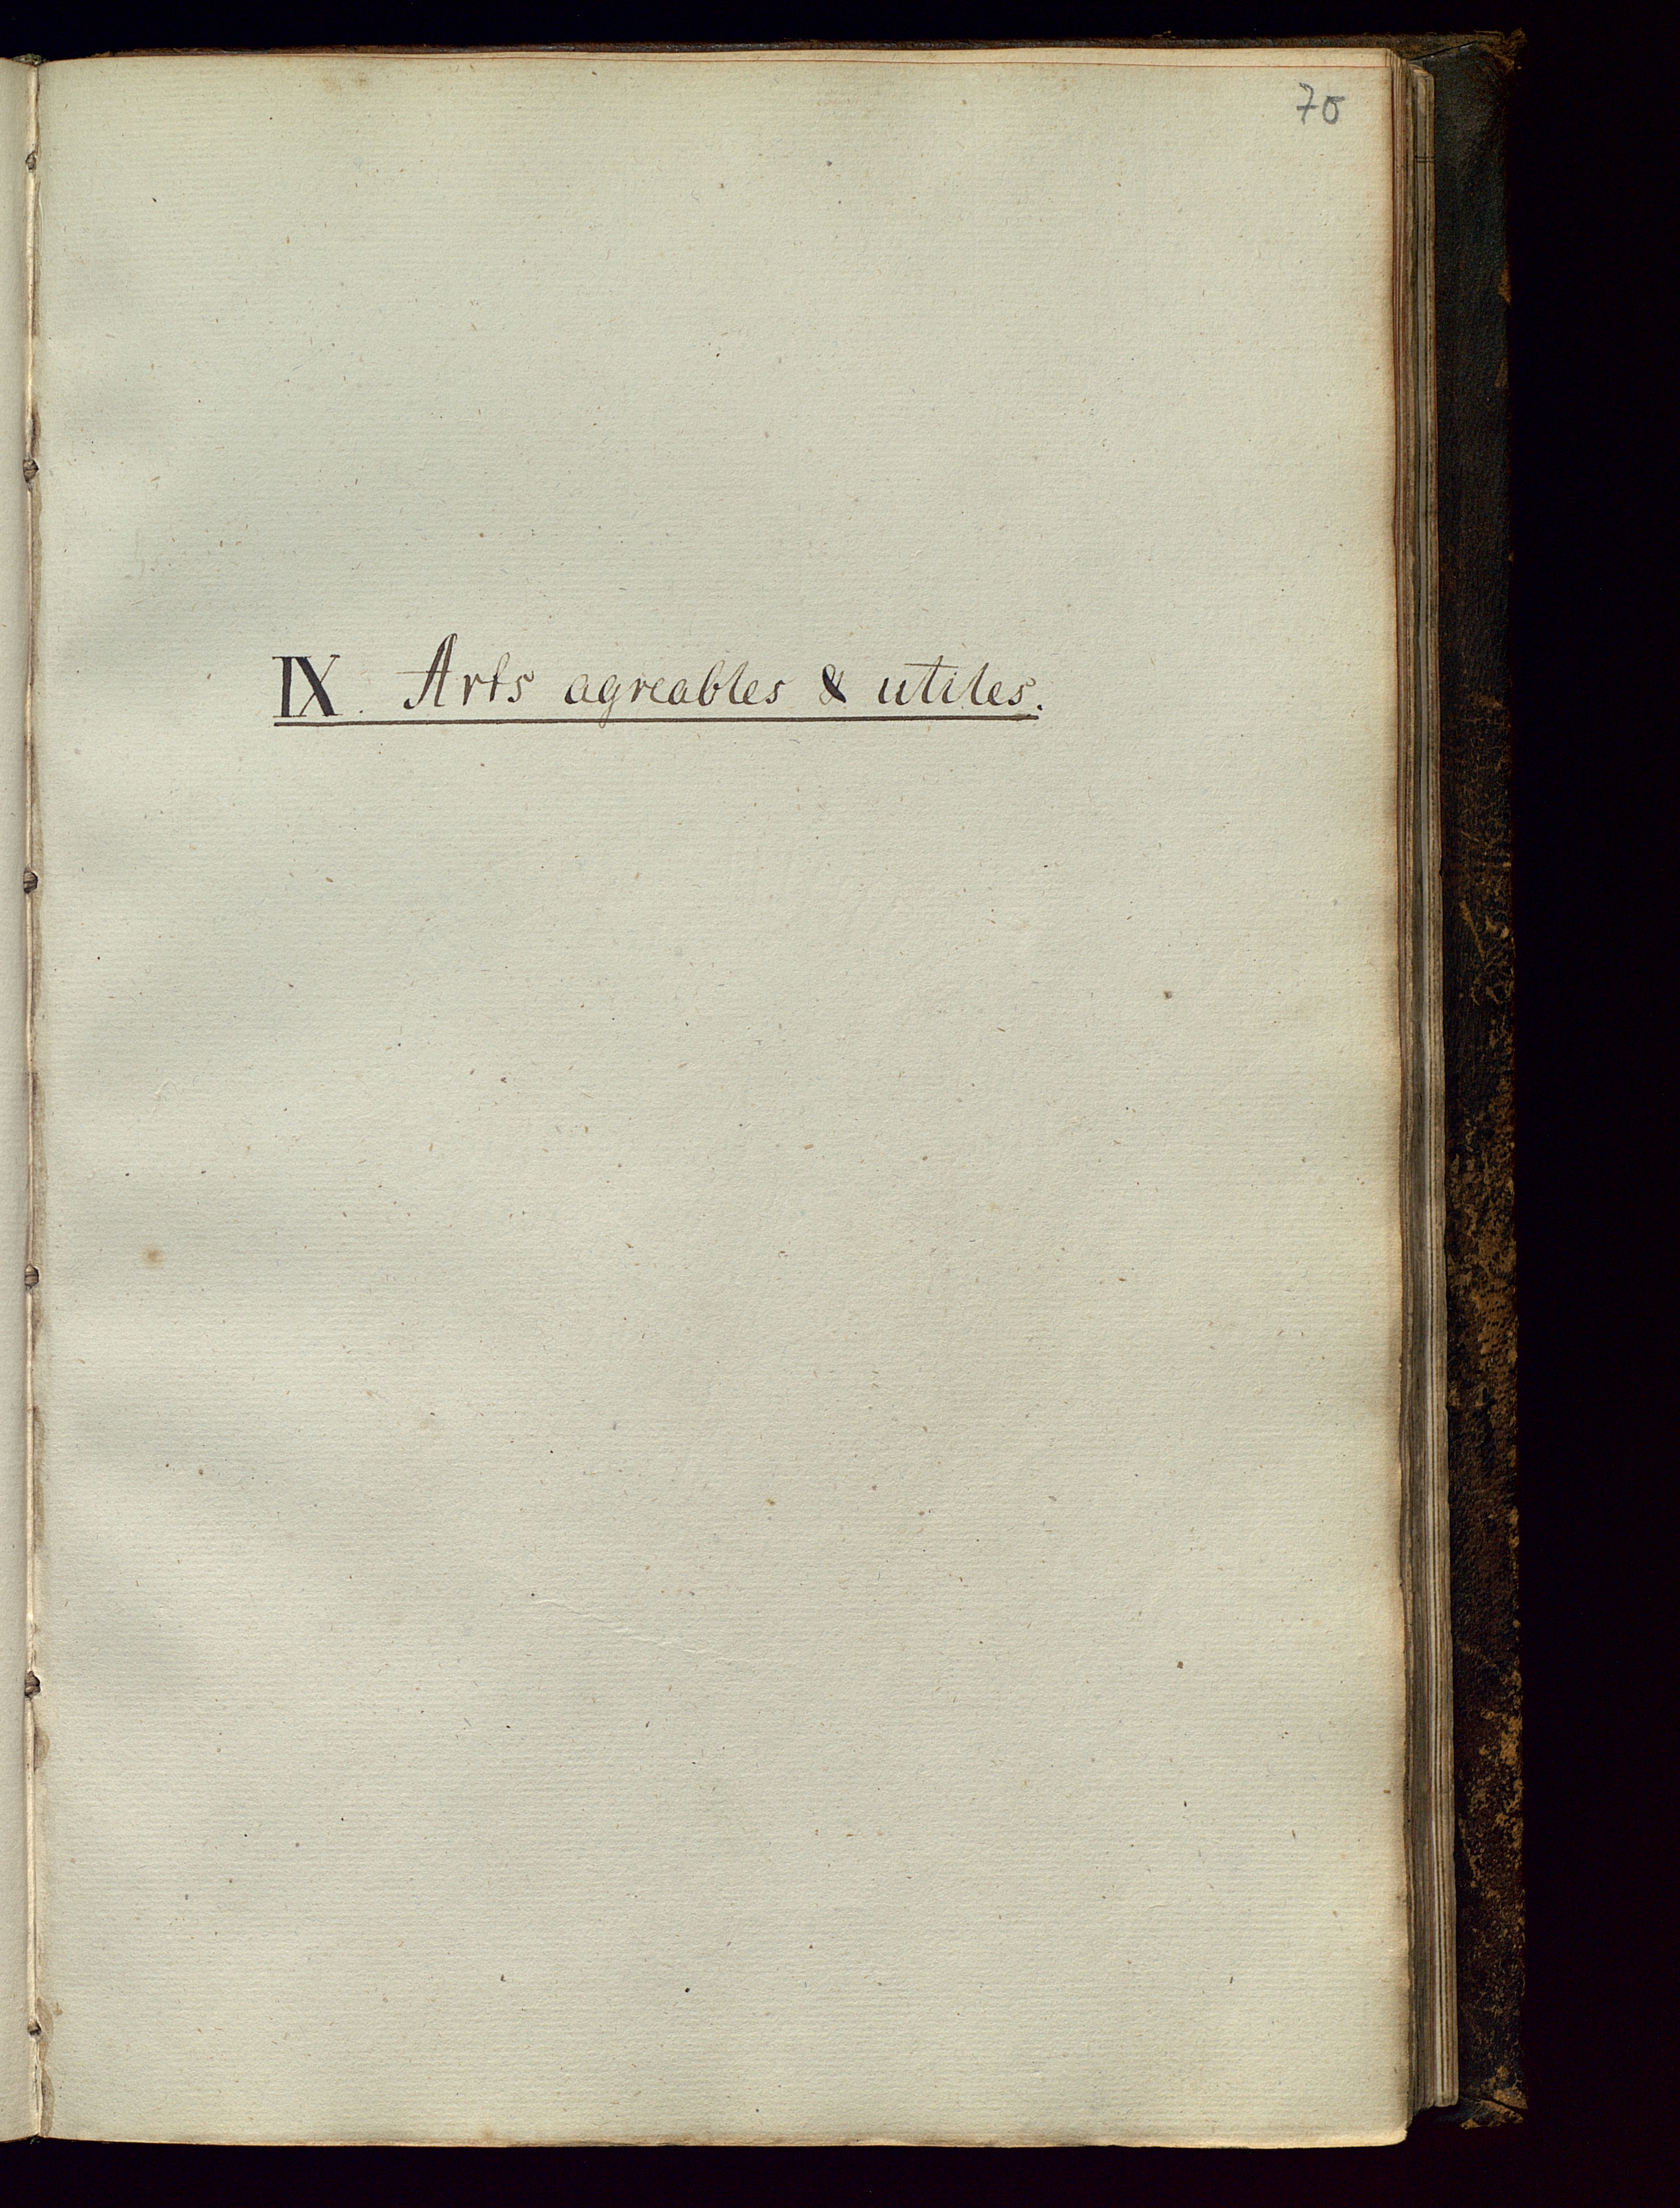 70
IX. Arts agreables & utiles.